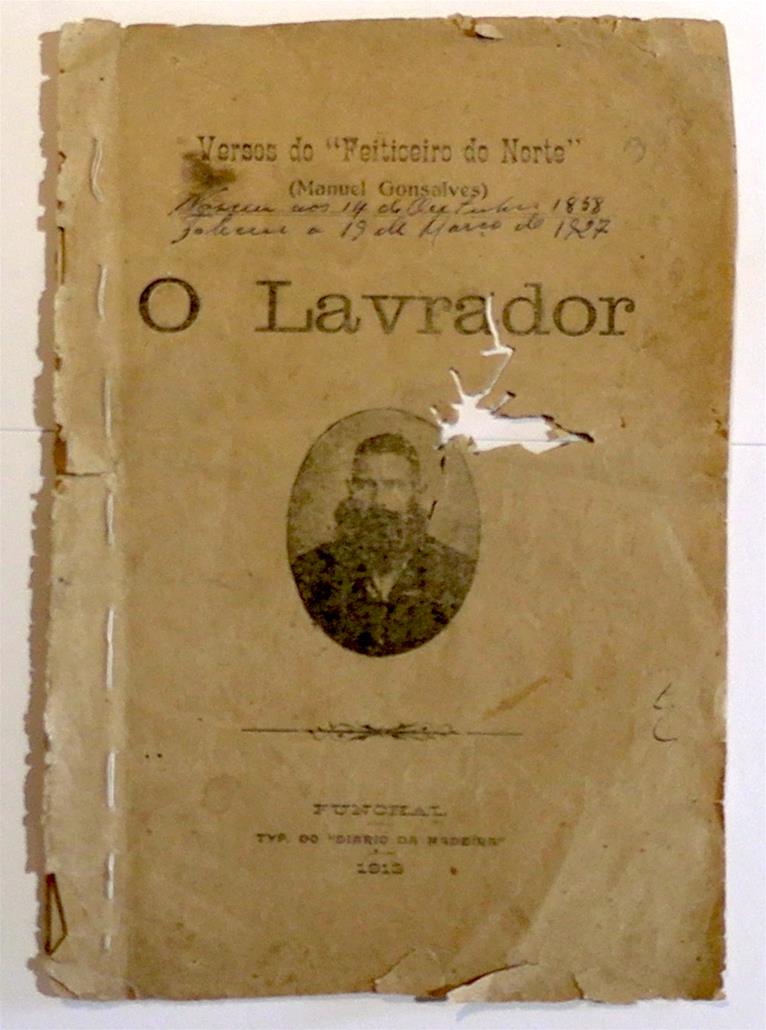 Versos do "Feiticeiro do Norte"
(Manuel Gonsalves)
Nasceu aos 14 de Outubro 1858
Faleceu a 19 de Março de 1927
O Lavrador
FUNCHAL
TYP. DO "DIARIO DA MADEIRA"
1913